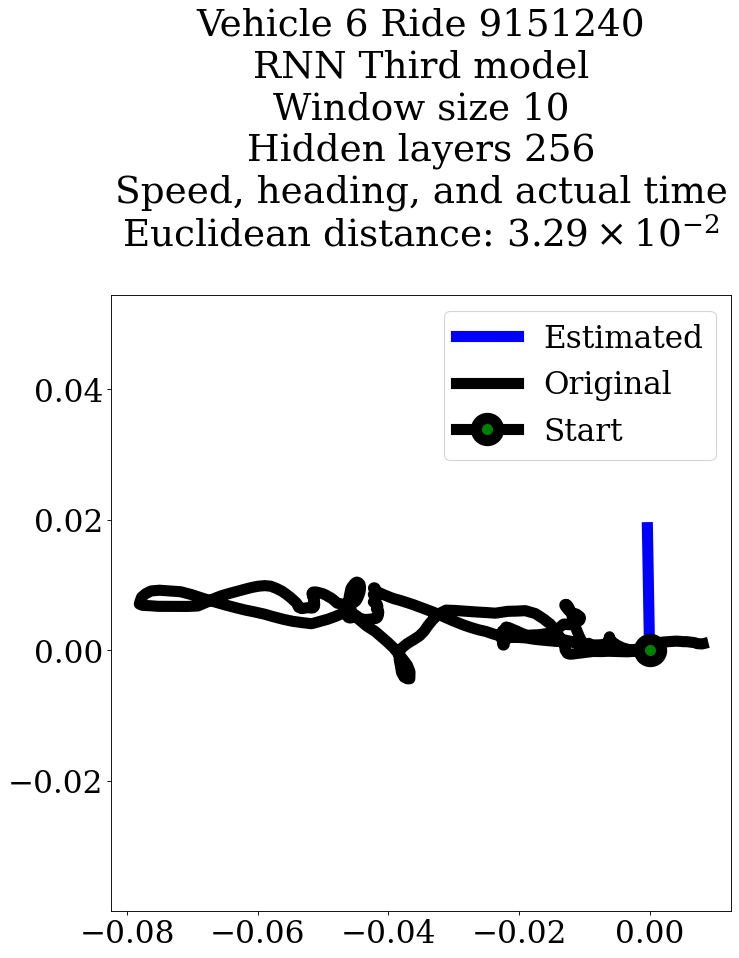 Vehicle 6 Ride 9151240
RNN Third model
Window size 10
Hidden layers 256
Speed, heading, and actual time
Euclidean distance: 3.29 × 10⁻²
Estimated
Original
Start
0.04
0.02
0.00
−0.02
−0.08
−0.06
−0.04
−0.02
0.00